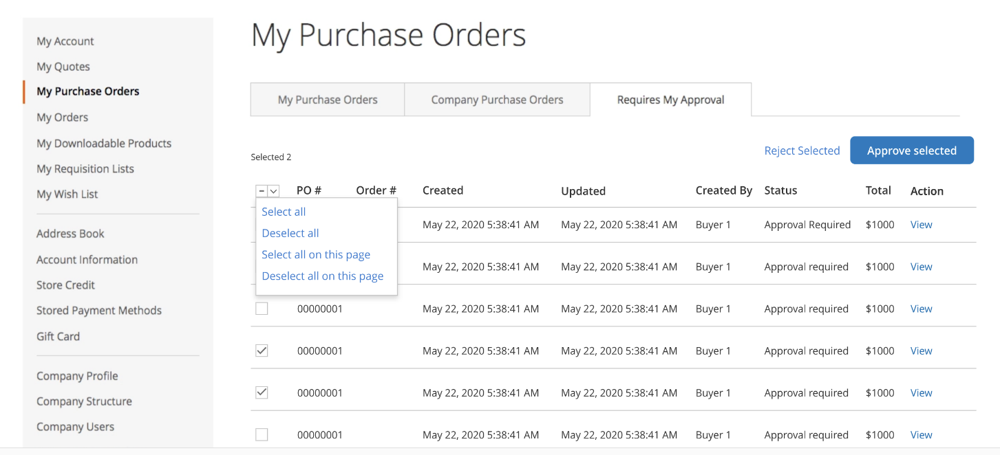 My Account
My Quotes
My Purchase Orders
My Orders
My Downloadable Products
My Requisition Lists
My Wish List
Address Book
Account Information
Store Credit
Stored Payment Methods
Gift Card
Company Profile
Company Structure
Company Users
My Purchase Orders
My Purchase Orders Company Purchase Orders Requires My Approval
Selected 2 Reject Selected Approve selected
PO # Order # Created Updated Created By Status Total Action
Select all
Deselect all
Select all on this page
Deselect all on this page
May 22, 2020 5:38:41 AM May 22, 2020 5:38:41 AM Buyer 1 Approval Required $1000 View
May 22, 2020 5:38:41 AM May 22, 2020 5:38:41 AM Buyer 1 Approval required $1000 View
00000001 May 22, 2020 5:38:41 AM May 22, 2020 5:38:41 AM Buyer 1 Approval required $1000 View
00000001 May 22, 2020 5:38:41 AM May 22, 2020 5:38:41 AM Buyer 1 Approval required $1000 View
00000001 May 22, 2020 5:38:41 AM May 22, 2020 5:38:41 AM Buyer 1 Approval required $1000 View
00000001 May 22, 2020 5:38:41 AM May 22, 2020 5:38:41 AM Buyer 1 Approval required $1000 View